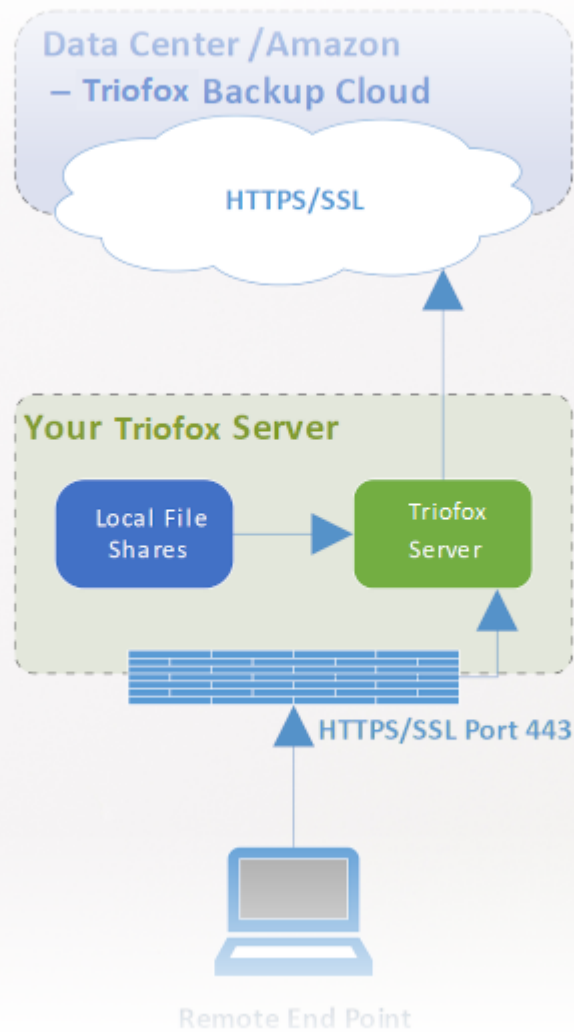 Data Center /Amazon
– Triofox Backup Cloud
HTTPS/SSL
Your Triofox Server
Local File
Shares
Triofox
Server
HTTPS/SSL Port 443
Remote End Point